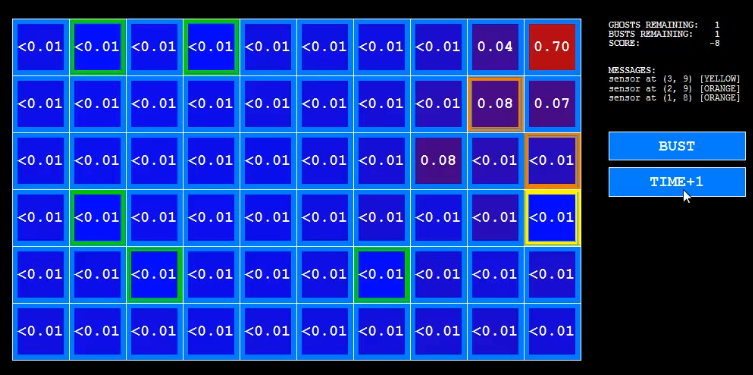 <0.01 <0.01 <0.01 <0.01 <0.01 <0.01 <0.01 <0.01 0.04 0.70
<0.01 <0.01 <0.01 <0.01 <0.01 <0.01 <0.01 <0.01 0.08 0.07
<0.01 <0.01 <0.01 <0.01 <0.01 <0.01 <0.01 0.08 <0.01 <0.01
<0.01 <0.01 <0.01 <0.01 <0.01 <0.01 <0.01 <0.01 <0.01 <0.01
<0.01 <0.01 <0.01 <0.01 <0.01 <0.01 <0.01 <0.01 <0.01 <0.01
<0.01 <0.01 <0.01 <0.01 <0.01 <0.01 <0.01 <0.01 <0.01 <0.01
GHOSTS REMAINING: 1
BUSTS REMAINING: 1
SCORE: -8
MESSAGES:
sensor at (3, 9) [YELLOW]
sensor at (2, 9) [ORANGE]
sensor at (1, 8) [ORANGE]
BUST
TIME+1